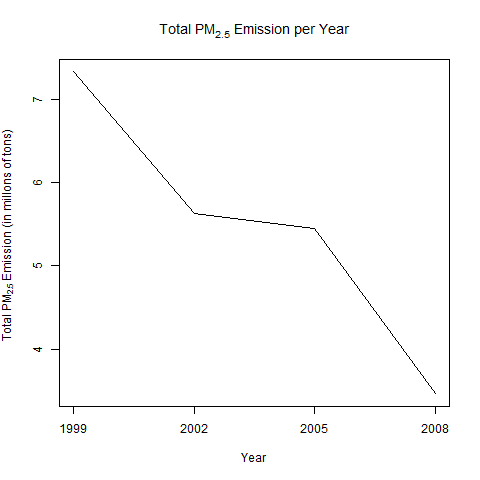 Total PM2.5 Emission per Year
Total PM2.5 Emission (in millons of tons)
7
6
5
4
1999 2002 2005 2008
Year